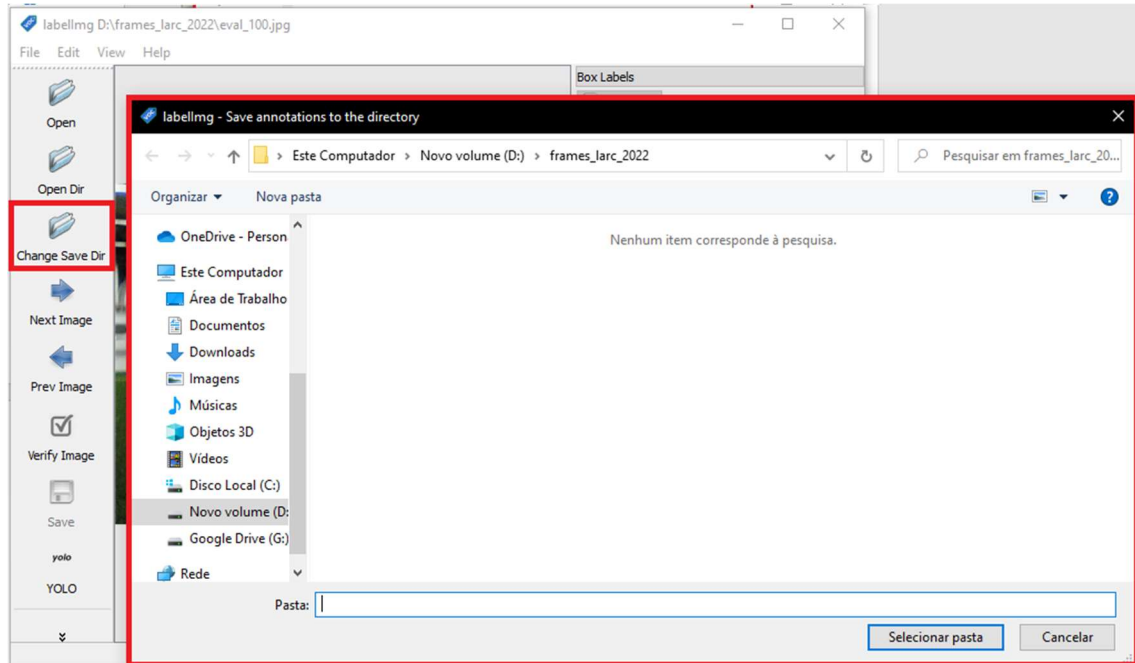 labelImg D:\frames_larc_2022\eval_100.jpg
File Edit View Help
Box Labels
Open
Open Dir
Change Save Dir
Next Image
Prev Image
Verify Image
Save
yolo
YOLO
labelImg - Save annotations to the directory
Este Computador > Novo volume (D:) > frames_larc_2022
Pesquisar em frames_larc_20...
Organizar
Nova pasta
OneDrive - Person
Este Computador
Área de Trabalho
Documentos
Downloads
Imagens
Músicas
Objetos 3D
Vídeos
Disco Local (C:)
Novo volume (D:
Google Drive (G:)
Rede
Nenhum item corresponde à pesquisa.
Pasta:
Selecionar pasta
Cancelar